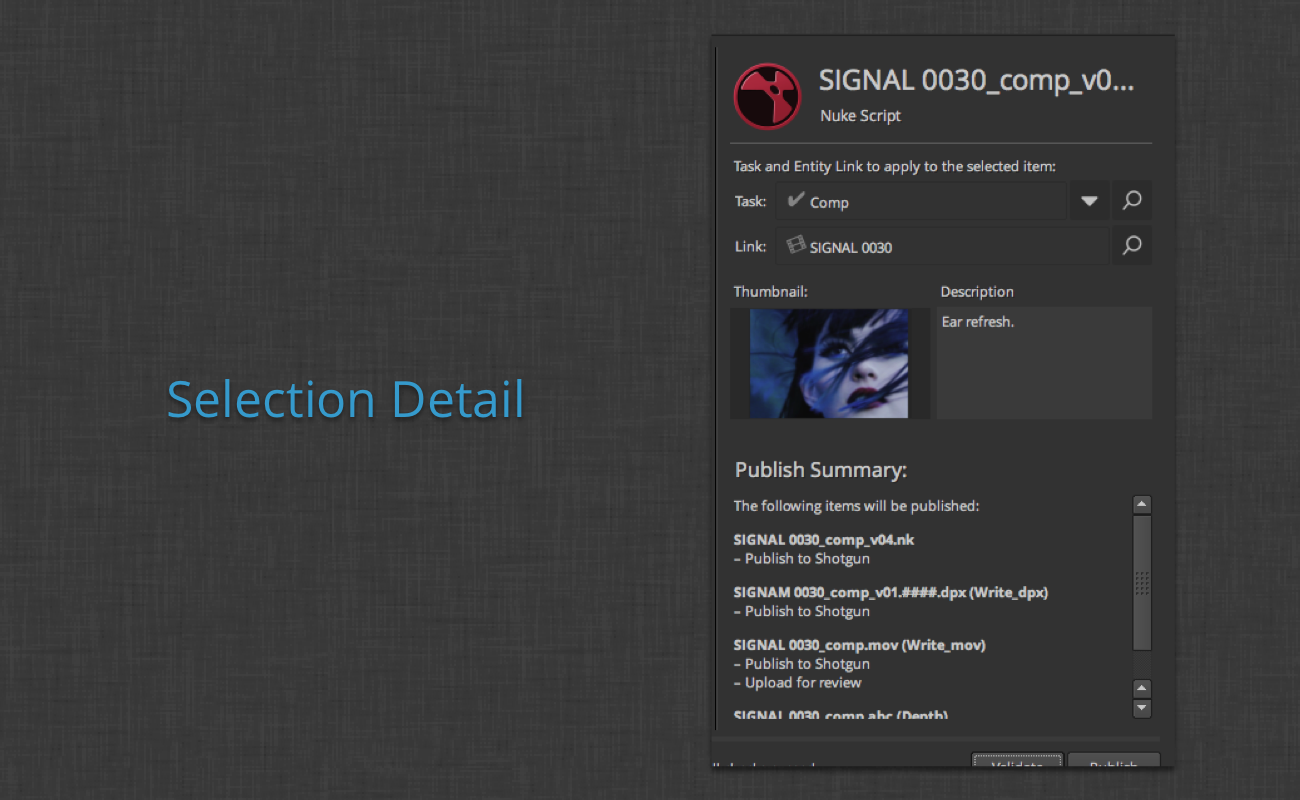 Selection Detail
SIGNAL 0030_comp_v0...
Nuke Script
Task and Entity Link to apply to the selected item:
Task: Comp
Link: SIGNAL 0030
Thumbnail: Description
Ear refresh.
Publish Summary:
The following items will be published:
SIGNAL 0030_comp_v04.nk
– Publish to Shotgun
SIGNAM 0030_comp_v01.####.dpx (Write_dpx)
– Publish to Shotgun
SIGNAL 0030_comp.mov (Write_mov)
– Publish to Shotgun
– Upload for review
SIGNAL 0030_comp.abc (Depth)
Validate Publish